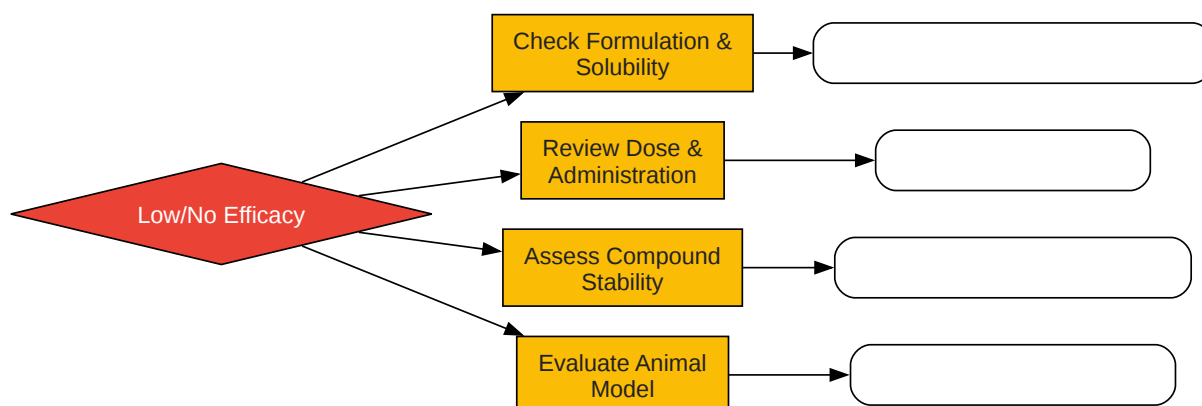 Check Formulation &
Solubility
Review Dose &
Administration
Low/No Efficacy
Assess Compound
Stability
Evaluate Animal
Model